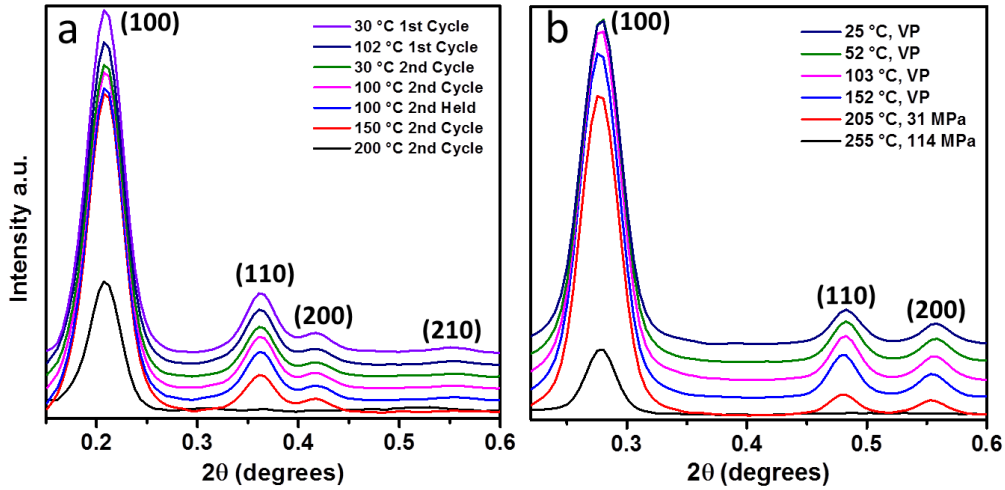 a
(100)
30 °C 1st Cycle
102 °C 1st Cycle
30 °C 2nd Cycle
100 °C 2nd Cycle
100 °C 2nd Held
150 °C 2nd Cycle
200 °C 2nd Cycle
(110)
(200)
(210)
Intensity a.u.
0.2 0.3 0.4 0.5 0.6
2θ (degrees)
b
(100)
25 °C, VP
52 °C, VP
103 °C, VP
152 °C, VP
205 °C, 31 MPa
255 °C, 114 MPa
(110)
(200)
0.3 0.4 0.5 0.6
2θ (degrees)